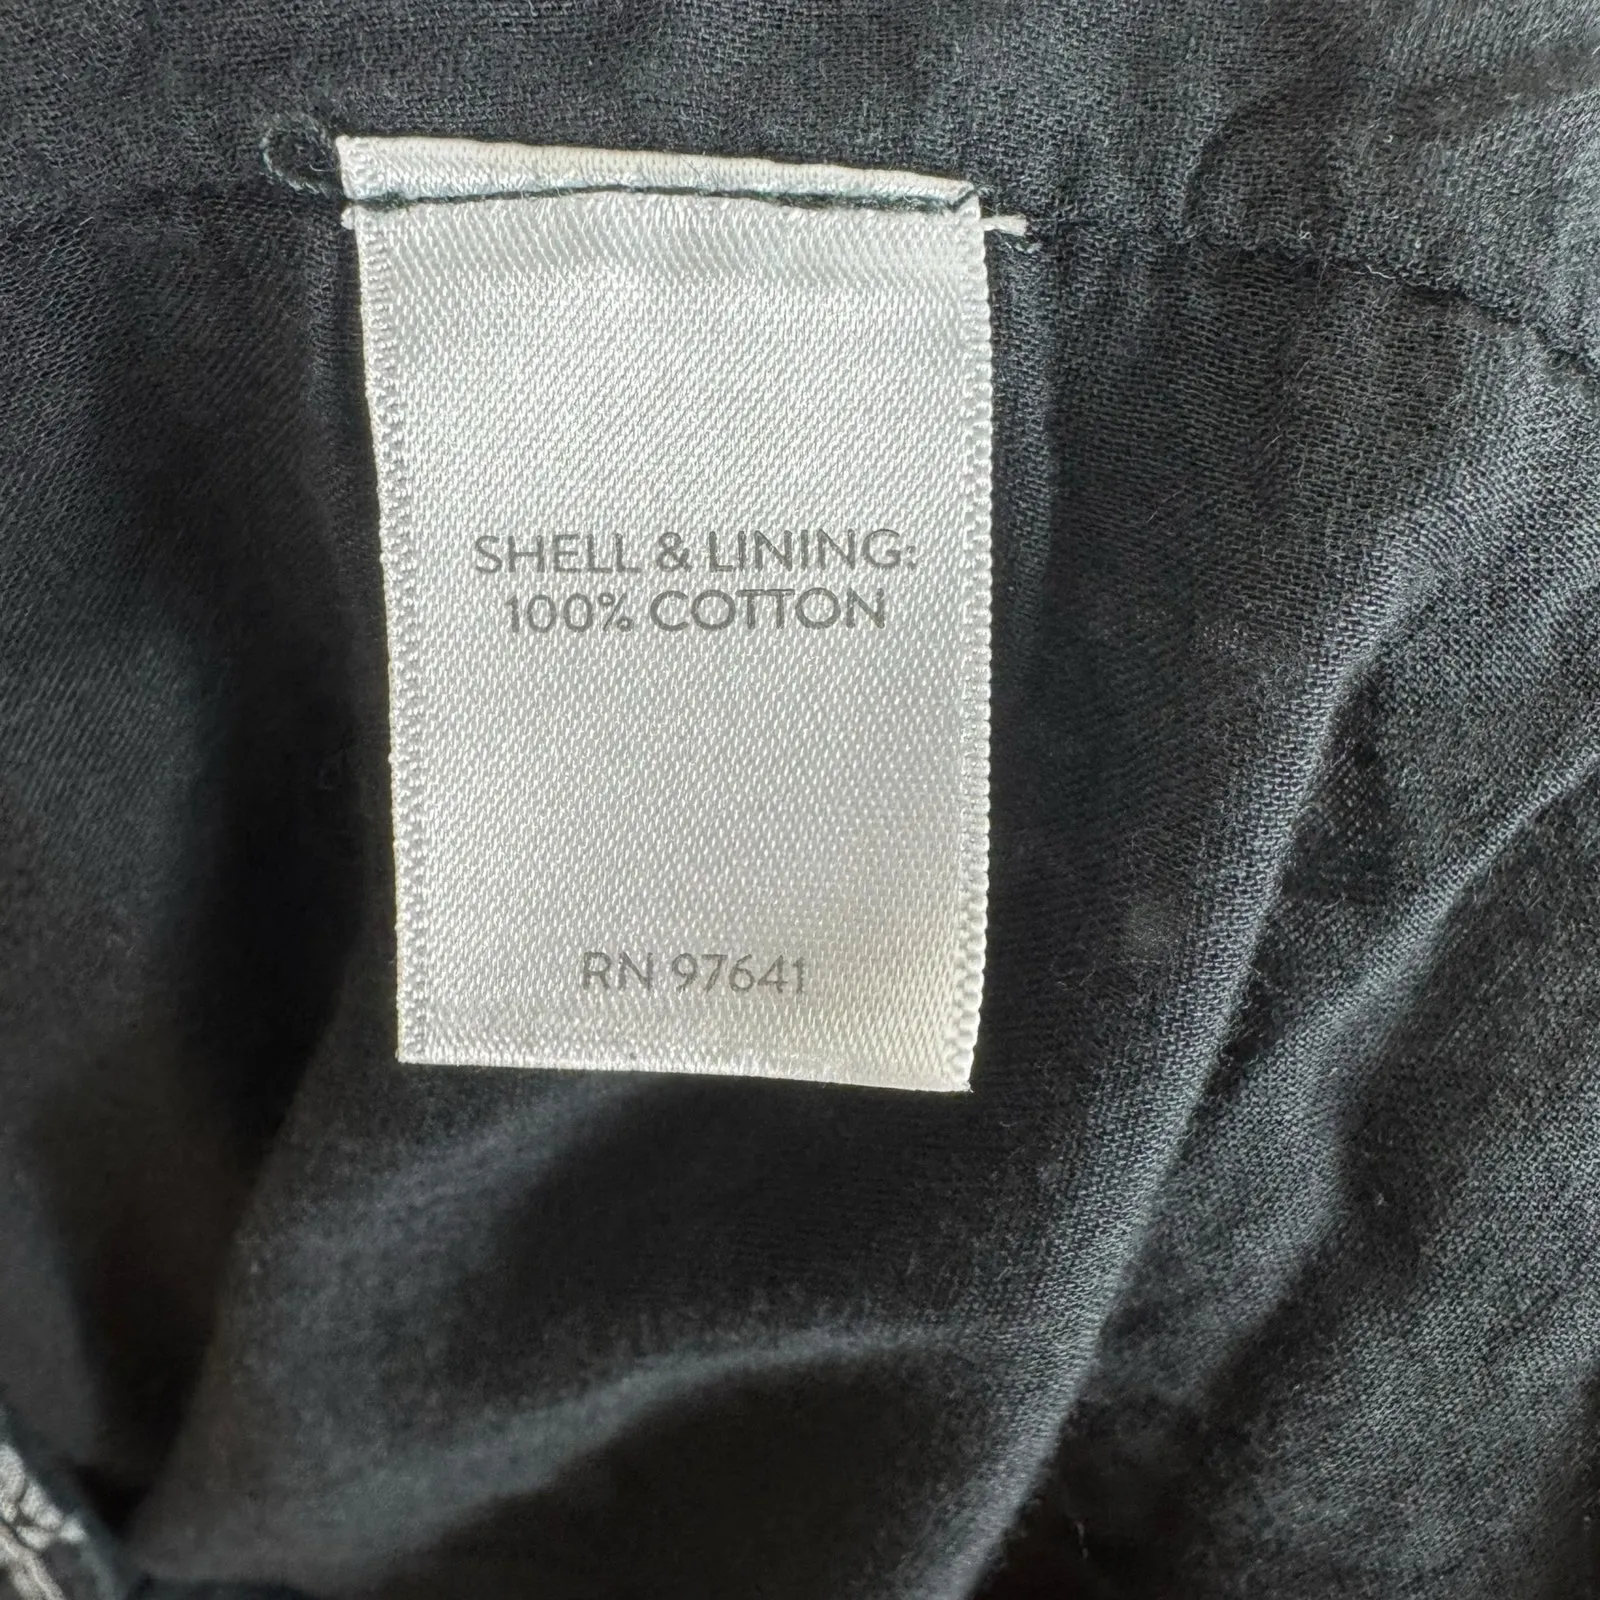 SHELL & LINING:
100% COTTON
RN 97641